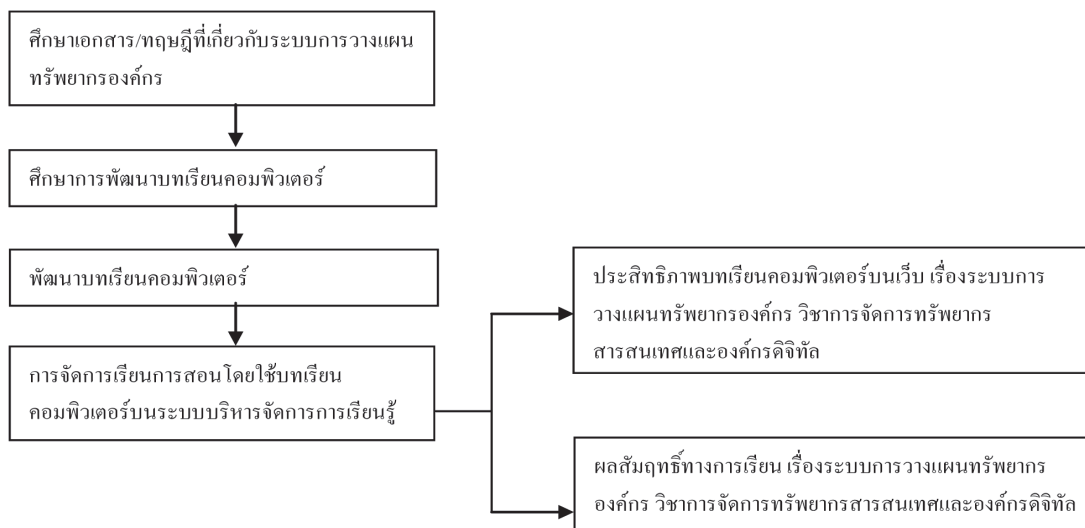 ศึกษาเอกสาร/ทฤษฎีที่เกี่ยวกับระบบการวางแผน
ทรัพยากรองค์กร
ศึกษาการพัฒนาบทเรียนคอมพิวเตอร์
พัฒนาบทเรียนคอมพิวเตอร์
การจัดการเรียนการสอนโดยใช้บทเรียน
คอมพิวเตอร์บนระบบบริหารจัดการการเรียนรู้
ประสิทธิภาพบทเรียนคอมพิวเตอร์บนเว็บ เรื่องระบบการ
วางแผนทรัพยากรองค์กร วิชาการจัดการทรัพยากร
สารสนเทศและองค์กรดิจิทัล
ผลสัมฤทธิ์ทางการเรียน เรื่องระบบการวางแผนทรัพยากร
องค์กร วิชาการจัดการทรัพยากรสารสนเทศและองค์กรดิจิทัล